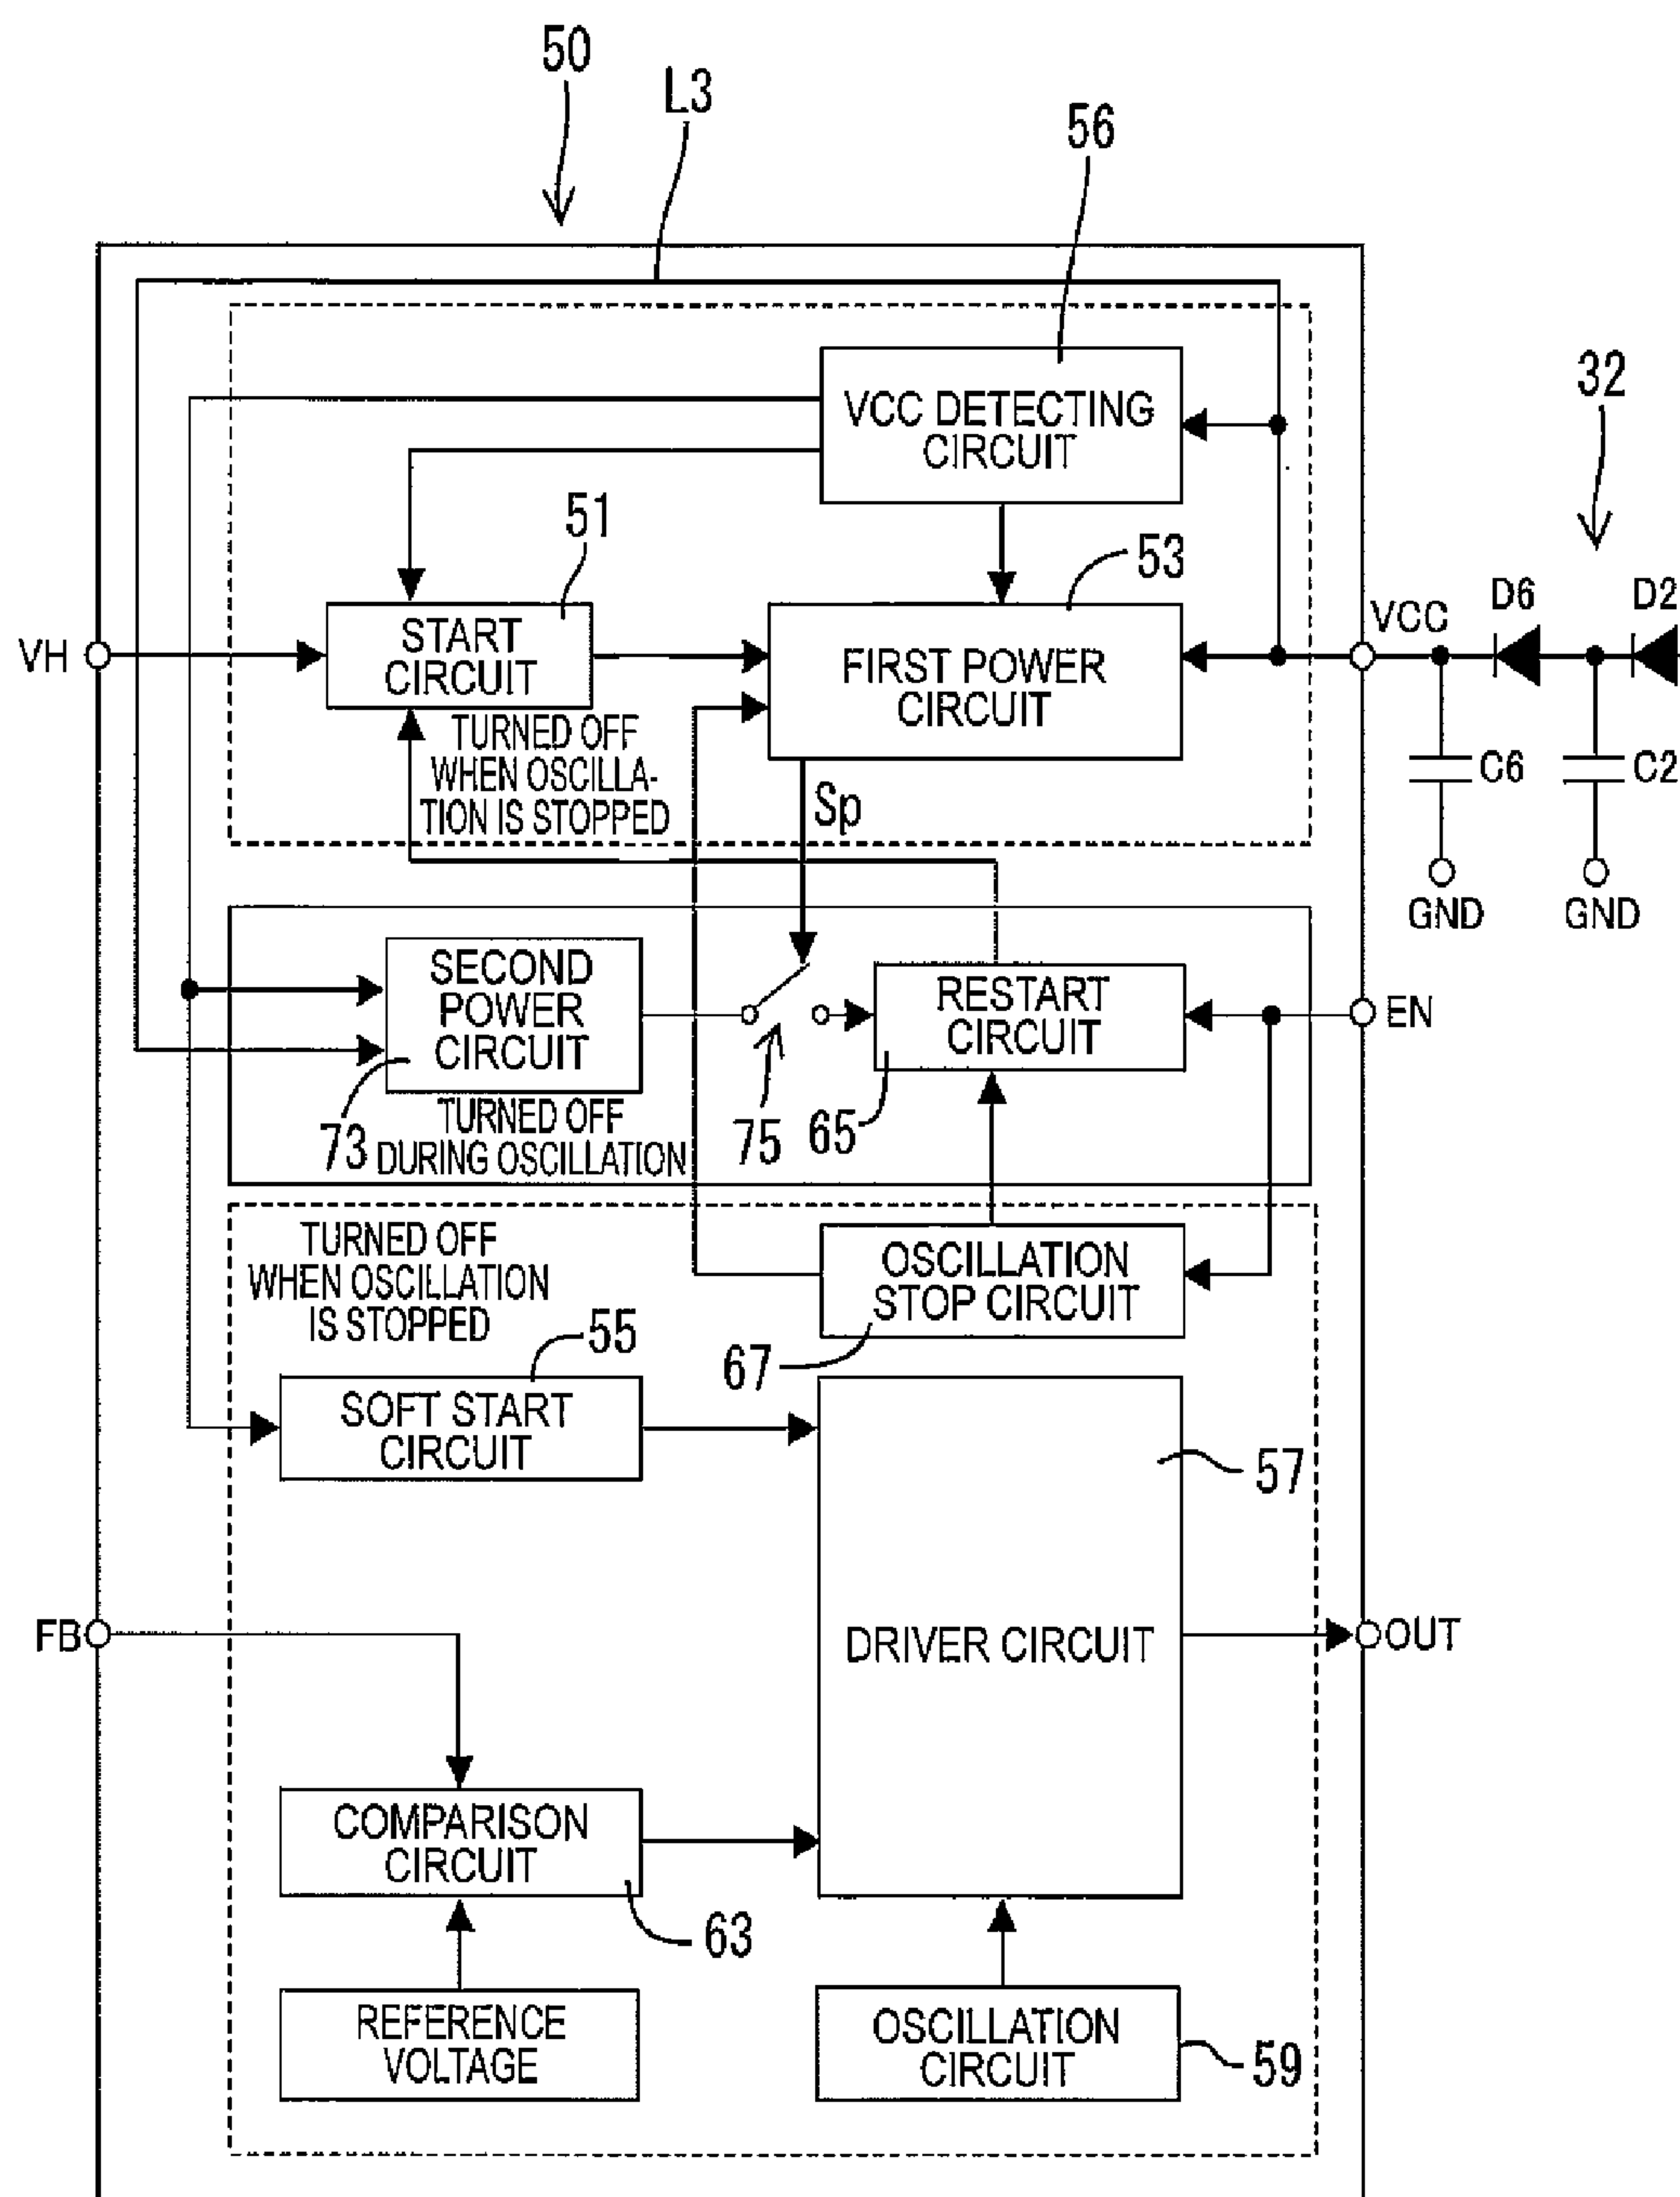 50
L3
56
32
VCC DETECTING
CIRCUIT
51
53
D6
D2
VCC
VH
START
CIRCUIT
FIRST POWER
CIRCUIT
TURNED OFF
WHEN OSCILLA-
TION IS STOPPED
Sp
C6
C2
GND
GND
SECOND
POWER
CIRCUIT
RESTART
CIRCUIT
EN
73
TURNED OFF
DURING OSCILLATION
75
65
TURNED OFF
WHEN OSCILLATION
IS STOPPED
OSCILLATION
STOP CIRCUIT
55
67
SOFT START
CIRCUIT
57
FB
DRIVER CIRCUIT
OUT
COMPARISON
CIRCUIT
63
REFERENCE
VOLTAGE
OSCILLATION
CIRCUIT
59